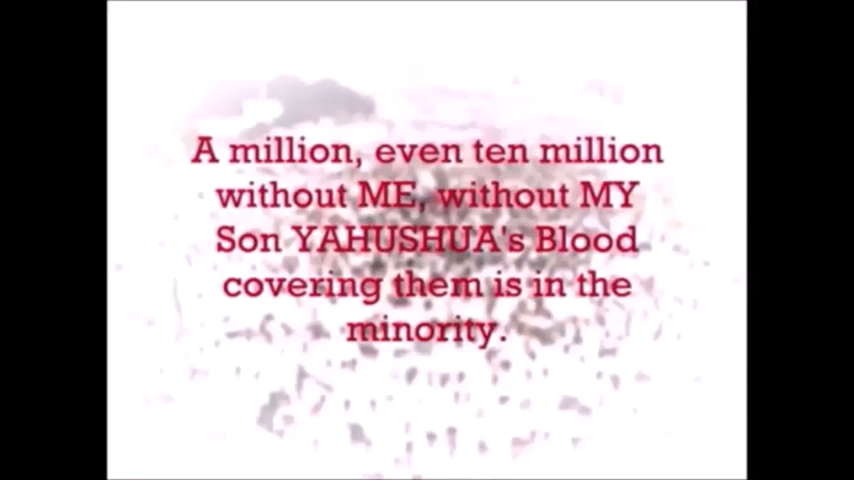 A million, even ten million
without ME, without MY
Son YAHUSHUA's Blood
covering them is in the
minority.